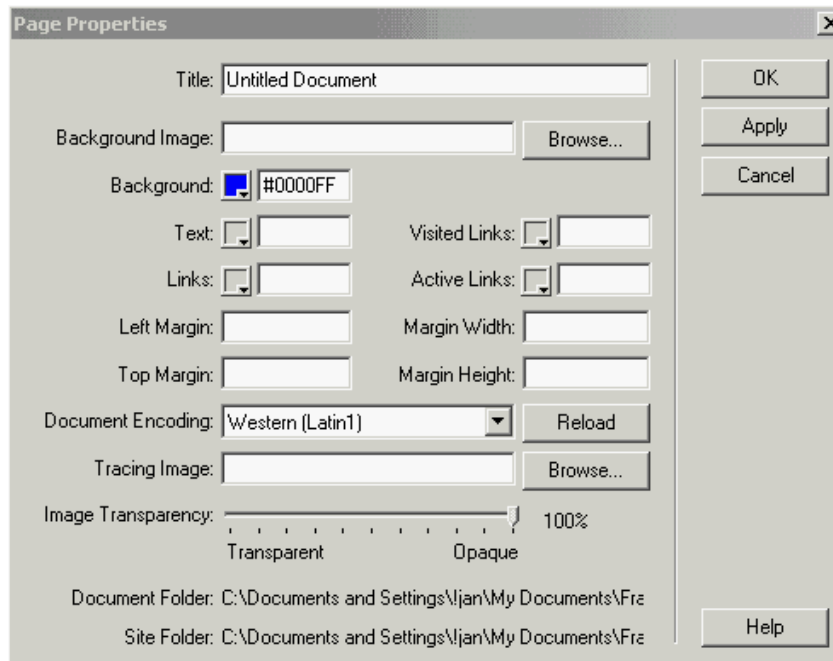 Page Properties
Title: Untitled Document
OK
Background Image: Browse...
Apply
Background: #0000FF
Cancel
Text: Visited Links:
Links: Active Links:
Left Margin: Margin Width:
Top Margin: Margin Height:
Document Encoding: Western (Latin1) Reload
Tracing Image: Browse...
Image Transparency: 100%
Transparent Opaque
Document Folder: C:\Documents and Settings\!jan\My Documents\Fra
Site Folder: C:\Documents and Settings\!jan\My Documents\Fra
Help